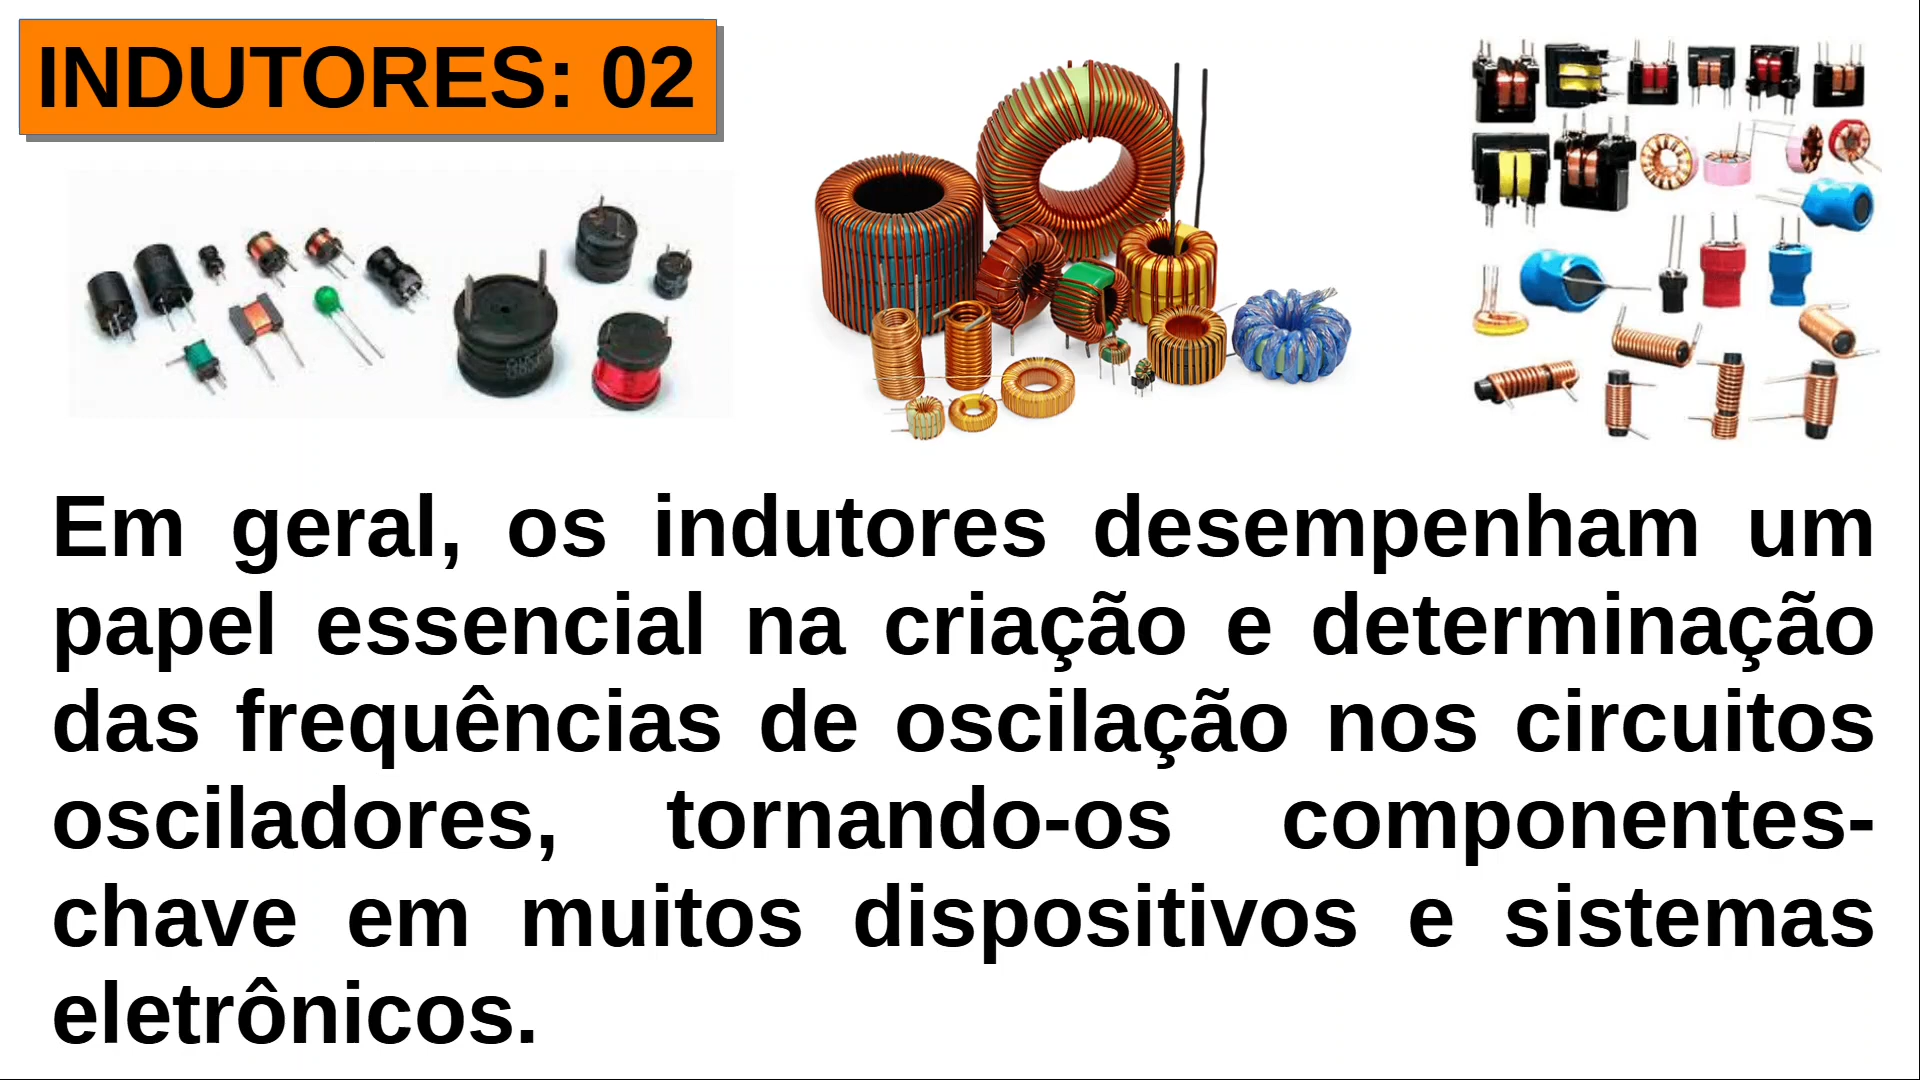 INDUTORES: 02
Em geral, os indutores desempenham um
papel essencial na criação e determinação
das frequências de oscilação nos circuitos
osciladores, tornando-os componentes-
chave em muitos dispositivos e sistemas
eletrônicos.